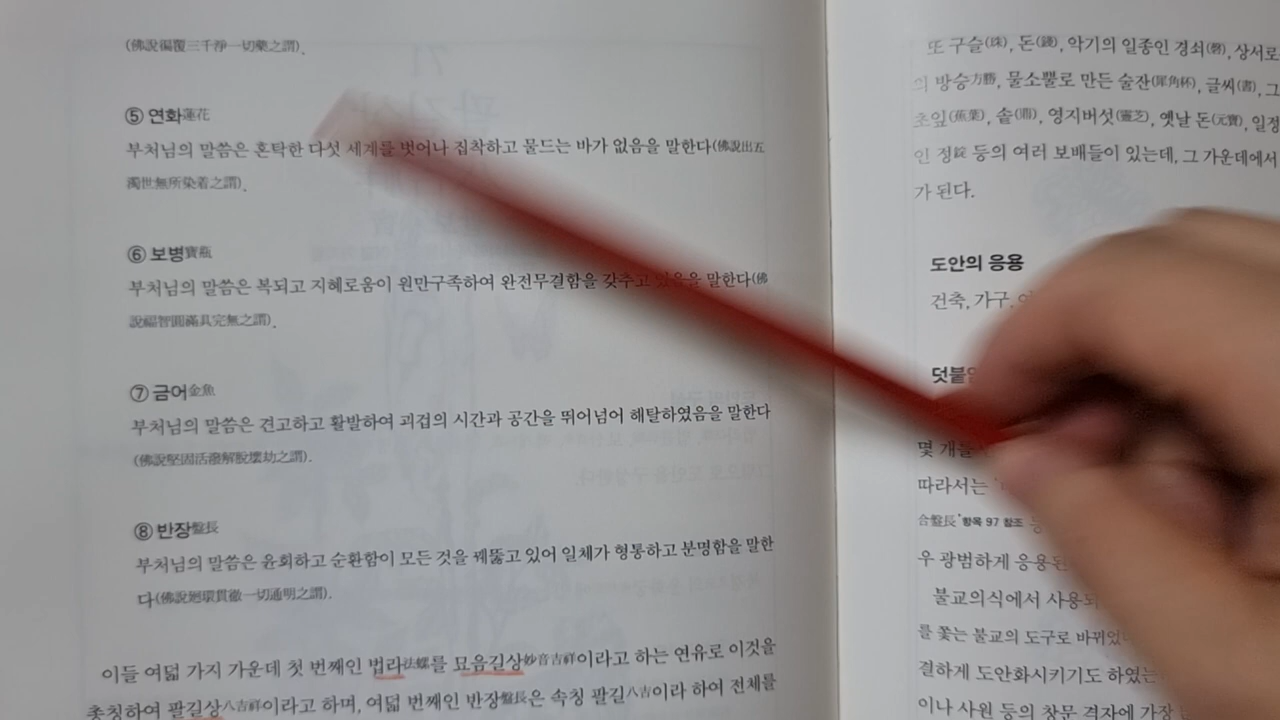 (佛說徧覆三千淨一切藥之謂).
⑤ 연화蓮花
부처님의 말씀은 혼탁한 다섯 세계를 벗어나 집착하고 물드는 바가 없음을 말한다(佛說出五
濁世無所染着之謂).
⑥ 보병寶甁
부처님의 말씀은 복되고 지혜로움이 원만구족하여 완전무결함을 갖추고 있음을 말한다(佛
說福智圓滿具完無之謂).
⑦ 금어金魚
부처님의 말씀은 견고하고 활발하여 괴겁의 시간과 공간을 뛰어넘어 해탈하였음을 말한다
(佛說堅固活潑解脫壞劫之謂).
⑧ 반장盤長
부처님의 말씀은 윤회하고 순환함이 모든 것을 꿰뚫고 있어 일체가 형통하고 분명함을 말한
다(佛說廻環貫徹一切通明之謂).
이들 여덟 가지 가운데 첫 번째인 법라法螺를 묘음길상妙音吉祥이라고 하는 연유로 이것을
총칭하여 팔길상八吉祥이라고 하며, 여덟 번째인 반장盤長은 속칭 팔길八吉이라 하여 전체를
또 구슬(珠), 돈(錢), 악기의 일종인 경쇠(磬), 상서로
의 방승方勝, 물소뿔로 만든 술잔(犀角杯), 글씨(書), 그
초잎(蕉葉), 솥(鼎), 영지버섯(靈芝), 옛날 돈(元寶), 일정
인 정錠 등의 여러 보배들이 있는데, 그 가운데에서
가 된다.
도안의 응용
건축, 가구,
덧붙
몇 개를
따라서는
合盤長’항목 97 참조
우 광범하게 응용된
불교의식에서 사용되
를 꽂는 불교의 도구로 바뀌었
결하게 도안화시키기도 하였는
이나 사원 등의 창문 격자에 가장